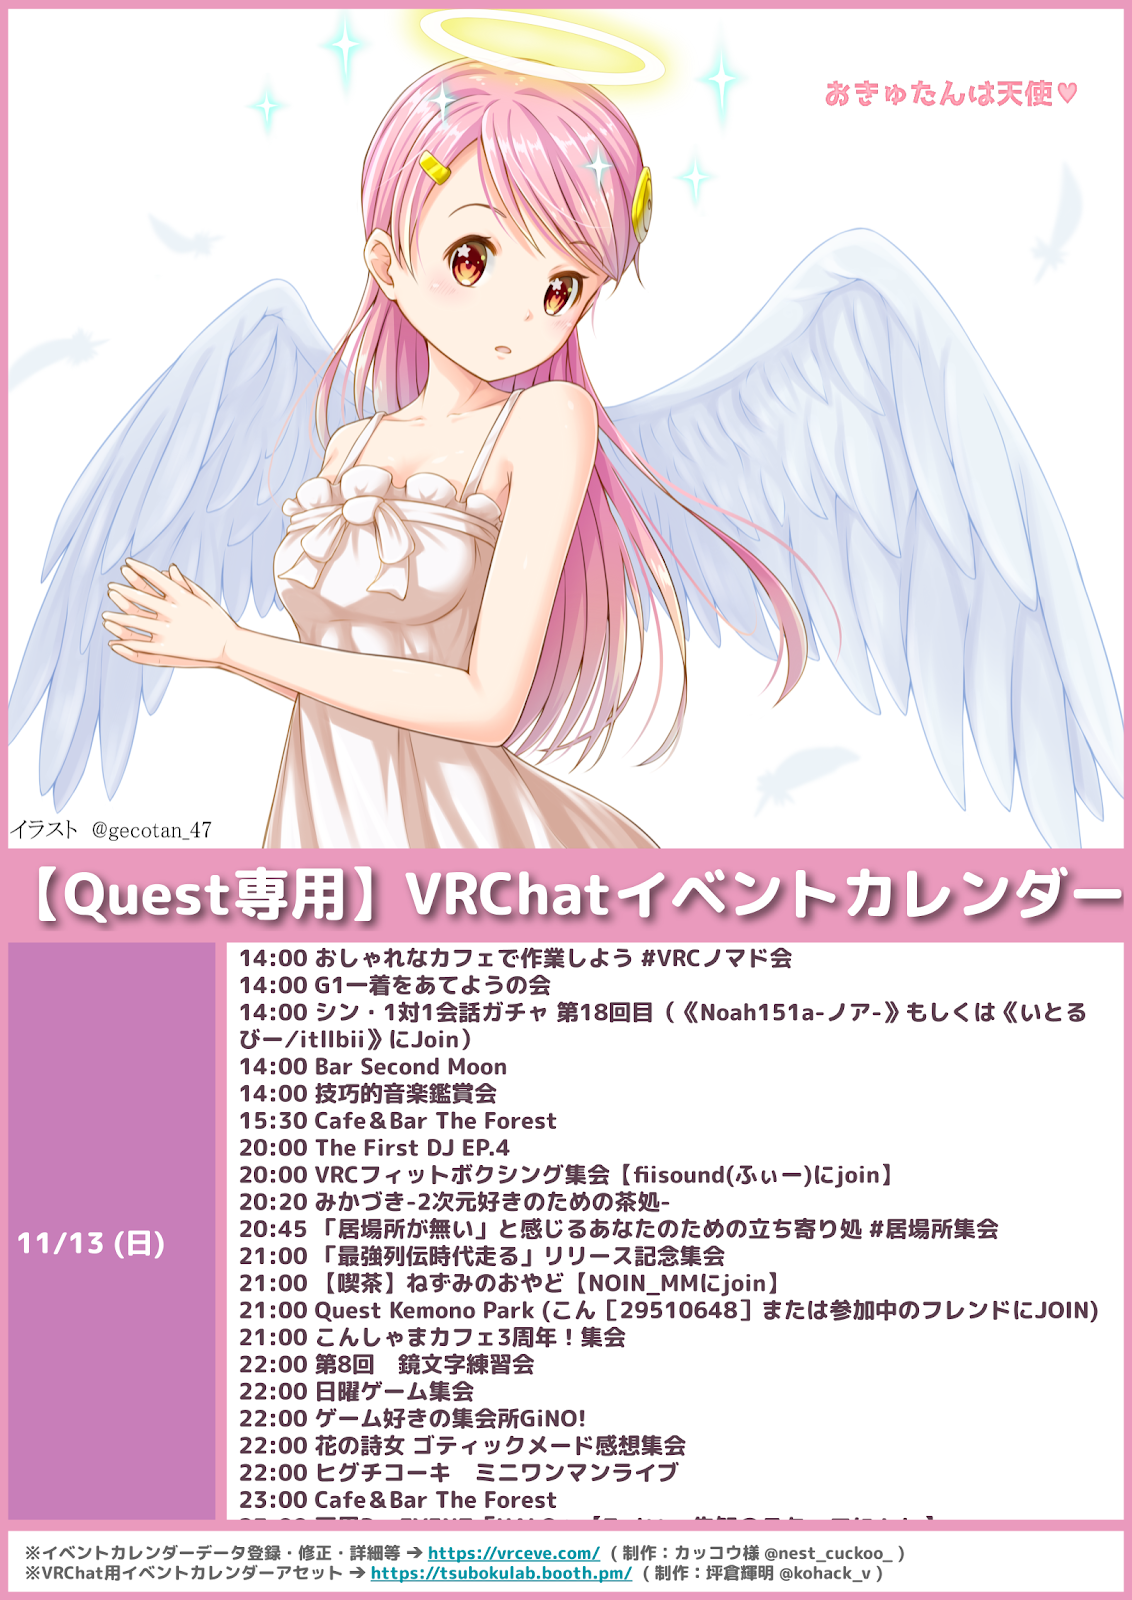 おきゅたんは天使♥
イラスト @gecotan_47
【Quest専用】VRChatイベントカレンダー
11/13 (日)
14:00 おしゃれなカフェで作業しよう #VRCノマド会
14:00 G1一着をあてようの会
14:00 シン・1対1会話ガチャ 第18回目（《Noah151a-ノア-》もしくは《いとる
びー/itIlbii》にJoin）
14:00 Bar Second Moon
14:00 技巧的音楽鑑賞会
15:30 Cafe＆Bar The Forest
20:00 The First DJ EP.4
20:00 VRCフィットボクシング集会【fiisound(ふぃー)にjoin】
20:20 みかづき-2次元好きのための茶処-
20:45 「居場所が無い」と感じるあなたのための立ち寄り処 #居場所集会
21:00 「最強列伝時代走る」リリース記念集会
21:00 【喫茶】ねずみのおやど【NOIN_MMにjoin】
21:00 Quest Kemono Park (こん［29510648］または参加中のフレンドにJOIN)
21:00 こんしゃまカフェ3周年！集会
22:00 第8回　鏡文字練習会
22:00 日曜ゲーム集会
22:00 ゲーム好きの集会所GiNO!
22:00 花の詩女 ゴティックメード感想集会
22:00 ヒグチコーキ　ミニワンマンライブ
23:00 Cafe＆Bar The Forest
※イベントカレンダーデータ登録・修正・詳細等 ➔ https://vrceve.com/ ( 制作：カッコウ様 @nest_cuckoo_ )
※VRChat用イベントカレンダーアセット ➔ https://tsubokulab.booth.pm/ ( 制作：坪倉輝明 @kohack_v )